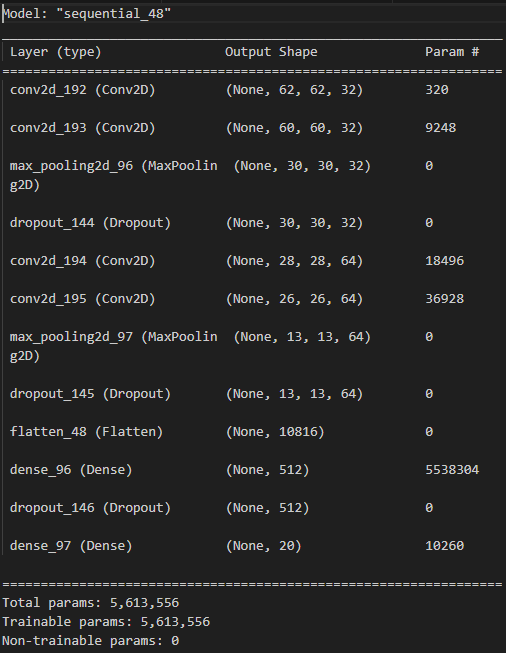 Model: "sequential_48"
_________________________________________________________________
Layer (type)                Output Shape              Param #
=================================================================
conv2d_192 (Conv2D)         (None, 62, 62, 32)        320
conv2d_193 (Conv2D)         (None, 60, 60, 32)        9248
max_pooling2d_96 (MaxPoolin  (None, 30, 30, 32)       0
g2D)
dropout_144 (Dropout)       (None, 30, 30, 32)        0
conv2d_194 (Conv2D)         (None, 28, 28, 64)        18496
conv2d_195 (Conv2D)         (None, 26, 26, 64)        36928
max_pooling2d_97 (MaxPoolin  (None, 13, 13, 64)       0
g2D)
dropout_145 (Dropout)       (None, 13, 13, 64)        0
flatten_48 (Flatten)        (None, 10816)             0
dense_96 (Dense)            (None, 512)               5538304
dropout_146 (Dropout)       (None, 512)               0
dense_97 (Dense)            (None, 20)                10260
=================================================================
Total params: 5,613,556
Trainable params: 5,613,556
Non-trainable params: 0